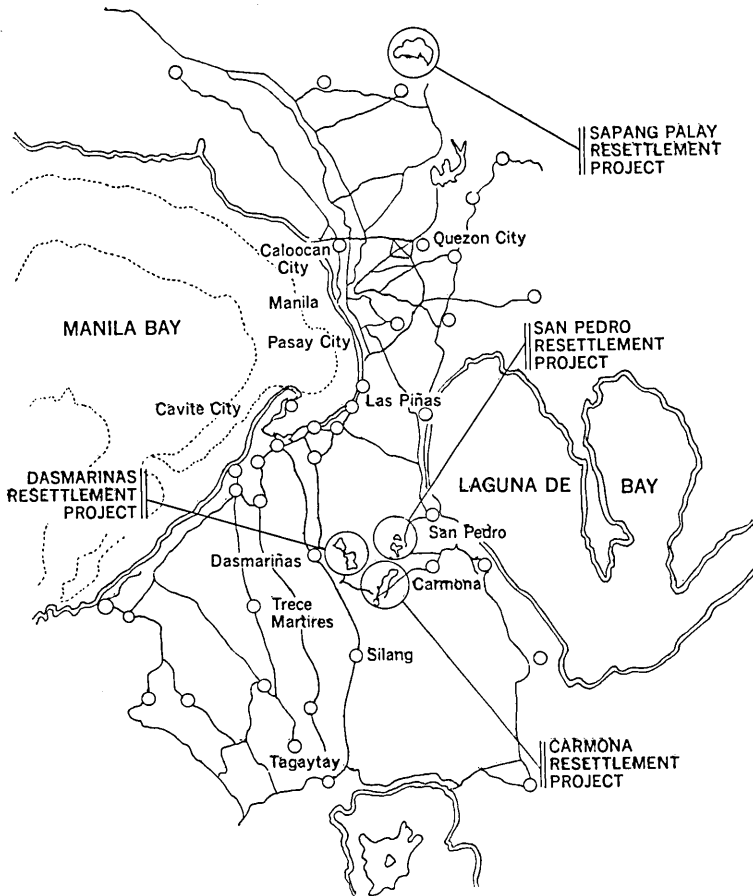 SAPANG PALAY
RESETTLEMENT
PROJECT
Quezon City
Caloocan
City
Manila
MANILA BAY
Pasay City
SAN PEDRO
RESETTLEMENT
PROJECT
Cavite City
Las Piñas
DASMARINAS
RESETTLEMENT
PROJECT
LAGUNA DE BAY
San Pedro
Dasmariñas
Carmona
Trece
Martires
Silang
Tagaytay
CARMONA
RESETTLEMENT
PROJECT